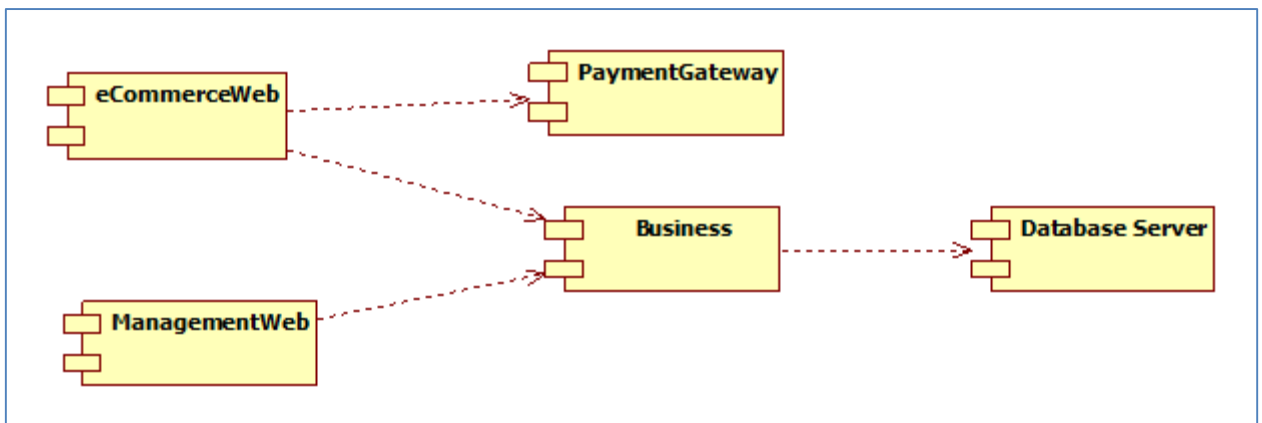 eCommerceWeb
PaymentGateway
Business
Database Server
ManagementWeb